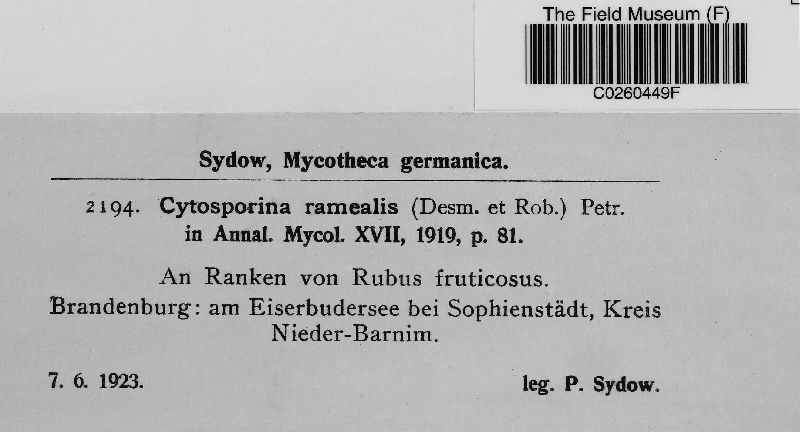 The Field Museum (F)
C0260449F
Sydow, Mycotheca germanica.
2194. Cytosporina ramealis (Desm. et Rob.) Petr.
in Annal. Mycol. XVII, 1919, p. 81.
An Ranken von Rubus fruticosus.
Brandenburg: am Eiserbudersee bei Sophienstädt, Kreis
Nieder-Barnim.
7. 6. 1923. leg. P. Sydow.